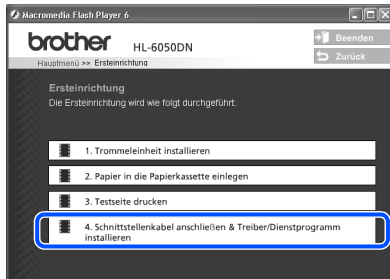 Macromedia Flash Player 6
brother HL-6050DN
Beenden
Zurück
Hauptmenü >> Ersteinrichtung
Ersteinrichtung
Die Ersteinrichtung wird wie folgt durchgeführt.
1. Trommeleinheit installieren
2. Papier in die Papierkassette einlegen
3. Testseite drucken
4. Schnittstellenkabel anschließen & Treiber/Dienstprogramm
installieren